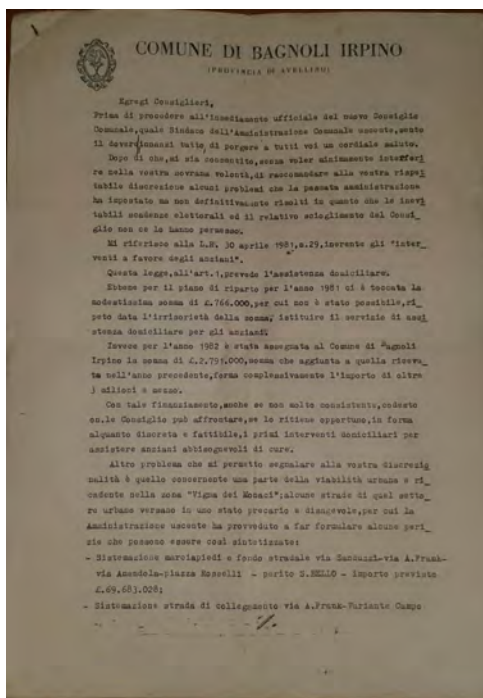 COMUNE DI BAGNOLI IRPINO
(PROVINCIA DI AVELLINO)
Egregi Consiglieri,
Prima di procedere all'insediamento ufficiale del nuovo Consiglio
Comunale, quale Sindaco dell'Amministrazione Comunale uscente, sento
il dovere innanzi tutto, di porgere a tutti voi un cordiale saluto.
Dopo di che, mi sia consentito, senza voler minimamente interferi
re nella vostra sovrana volontà, di raccomandare alla vostra rispet
tabile discrezione alcuni problemi che la passata amministrazione
ha impostato ma non definitivamente risolti in quanto che le inevi
tabili scadenze elettorali ed il relativo scioglimento del Consi_
glio non ce lo hanno permesso.
Mi riferisco alla L.R. 30 aprile 1981, n.29, inerente gli "inter_
venti a favore degli anziani".
Questa legge, all'art.1, prevede l'assistenza domiciliare.
Ebbene per il piano di riparto per l'anno 1981 ci è toccata la
modestissima somma di £.766.000, per cui non è stato possibile, ri_
peto data l'irrisorietà della somma, istituire il servizio di assi
stenza domiciliare per gli anziani.
Invece per l'anno 1982 è stata assegnata al Comune di Bagnoli
Irpino la somma di £.2.793.000, somma che aggiunta a quella riceva_
ta nell'anno precedente, forma complessivamente l'importo di oltre
3 milioni e mezzo.
Con tale finanziamento, anche se non molto consistente, codesto
on.le Consiglio può affrontare, se lo ritiene opportuno, in forma
alquanto discreta e fattibile, i primi interventi domiciliari per
assistere anziani abbisognevoli di cure.
Altro problema che mi permetto segnalare alla vostra discrezio
nalità è quello concernente una parte della viabilità urbana e ri_
cadente nella zona "Vigna dei Monaci"; alcune strade di quel setto_
re urbano versano in uno stato precario e disagevole, per cui la
Amministrazione uscente ha provveduto a far formulare alcune peri_
zie che possono essere così sintetizzate:
- Sistemazione marciapiedi e fondo stradale via Sanduzzi-via A.Frank-
via Amendola-piazza Rosselli - perito S.NELLO - importo previsto
£.69.683.028;
- Sistemazione strada di collegamento via A.Frank-Variante Campo
./.